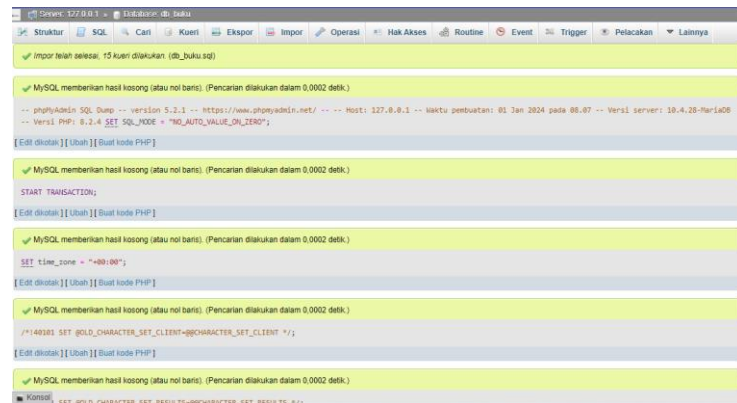 Server: 127.0.0.1 » Database: db_buku
Struktur SQL Cari Kueri Ekspor Impor Operasi Hak Akses Routine Event Trigger Pelacakan Lainnya
Impor telah selesai, 15 kueri dilakukan. (db_buku.sql)
MySQL memberikan hasil kosong (atau nol baris). (Pencarian dilakukan dalam 0,0002 detik.)
-- phpMyAdmin SQL Dump -- version 5.2.1 -- https://www.phpmyadmin.net/ -- -- Host: 127.0.0.1 -- Waktu pembuatan: 01 Jan 2024 pada 08.07 -- Versi server: 10.4.28-MariaDB
-- Versi PHP: 8.2.4 SET SQL_MODE = "NO_AUTO_VALUE_ON_ZERO";
[Edit dikotak] [ Ubah ] [ Buat kode PHP ]
MySQL memberikan hasil kosong (atau nol baris). (Pencarian dilakukan dalam 0,0002 detik.)
START TRANSACTION;
[Edit dikotak] [ Ubah ] [ Buat kode PHP ]
MySQL memberikan hasil kosong (atau nol baris). (Pencarian dilakukan dalam 0,0002 detik.)
SET time_zone = "+00:00";
[Edit dikotak] [ Ubah ] [ Buat kode PHP ]
MySQL memberikan hasil kosong (atau nol baris). (Pencarian dilakukan dalam 0,0002 detik.)
/*!40101 SET @OLD_CHARACTER_SET_CLIENT=@@CHARACTER_SET_CLIENT */;
[Edit dikotak] [ Ubah ] [ Buat kode PHP ]
MySQL memberikan hasil kosong (atau nol baris). (Pencarian dilakukan dalam 0,0002 detik.)
Konsol SET @OLD_CHARACTER_SET_RESULTS=@@CHARACTER_SET_RESULTS */;